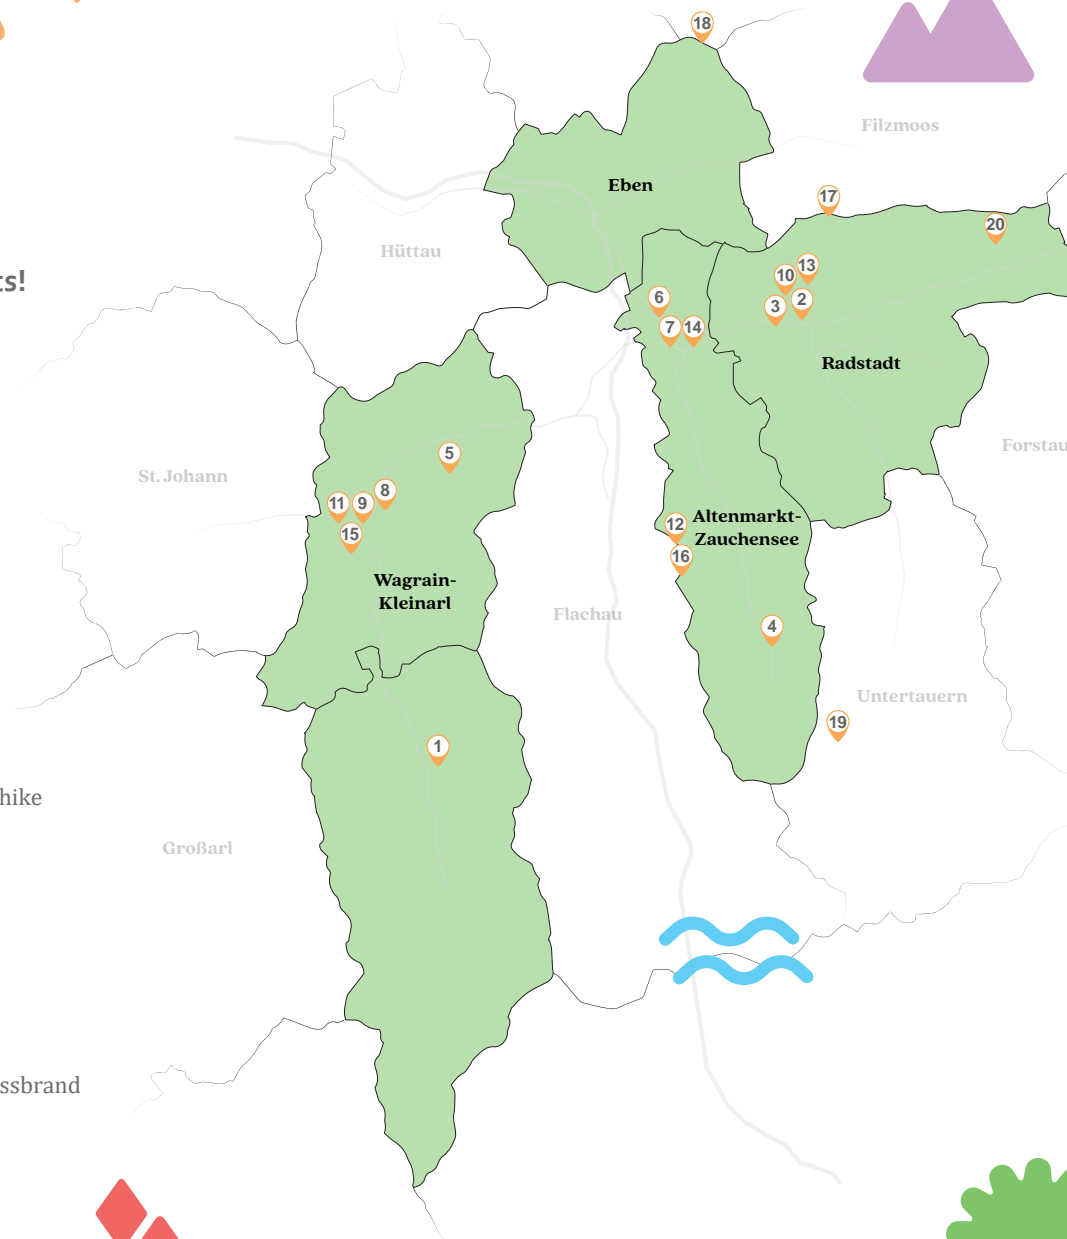 18
Filzmoos
Eben
17
20
Hüttau
ts!
13
10
6
2
3
7
14
Radstadt
Forstau
5
St. Johann
8
11
9
12
Altenmarkt-
Zauchensee
15
16
Wagrain-
Kleinarl
Flachau
4
Untertauern
19
1
hike
Großarl
ssbrand